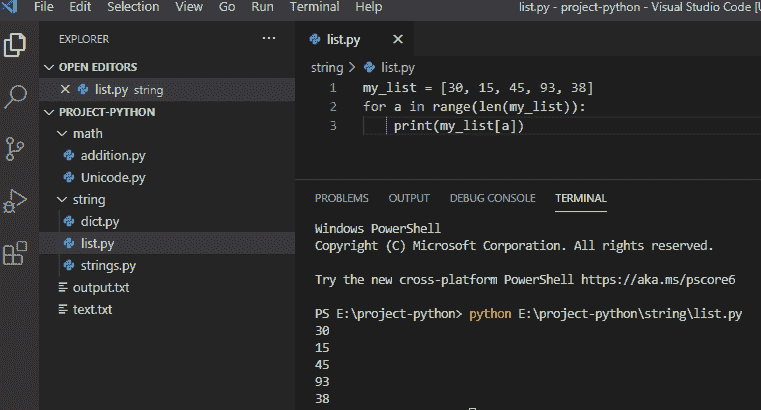 File Edit Selection View Go Run Terminal Help list.py - project-python - Visual Studio Code [U
EXPLORER ···
OPEN EDITORS
list.py string
PROJECT-PYTHON
math
addition.py
Unicode.py
string
dict.py
list.py
strings.py
output.txt
text.txt
list.py
string > list.py
1 my_list = [30, 15, 45, 93, 38]
2 for a in range(len(my_list)):
3 print(my_list[a])
PROBLEMS OUTPUT DEBUG CONSOLE TERMINAL
Windows PowerShell
Copyright (C) Microsoft Corporation. All rights reserved.
Try the new cross-platform PowerShell https://aka.ms/pscore6
PS E:\project-python> python E:\project-python\string\list.py
30
15
45
93
38